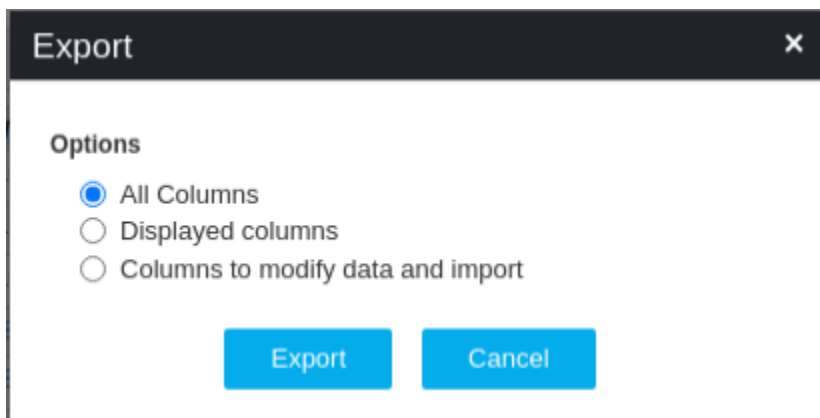 Export ×
Options
All Columns
Displayed columns
Columns to modify data and import
Export Cancel